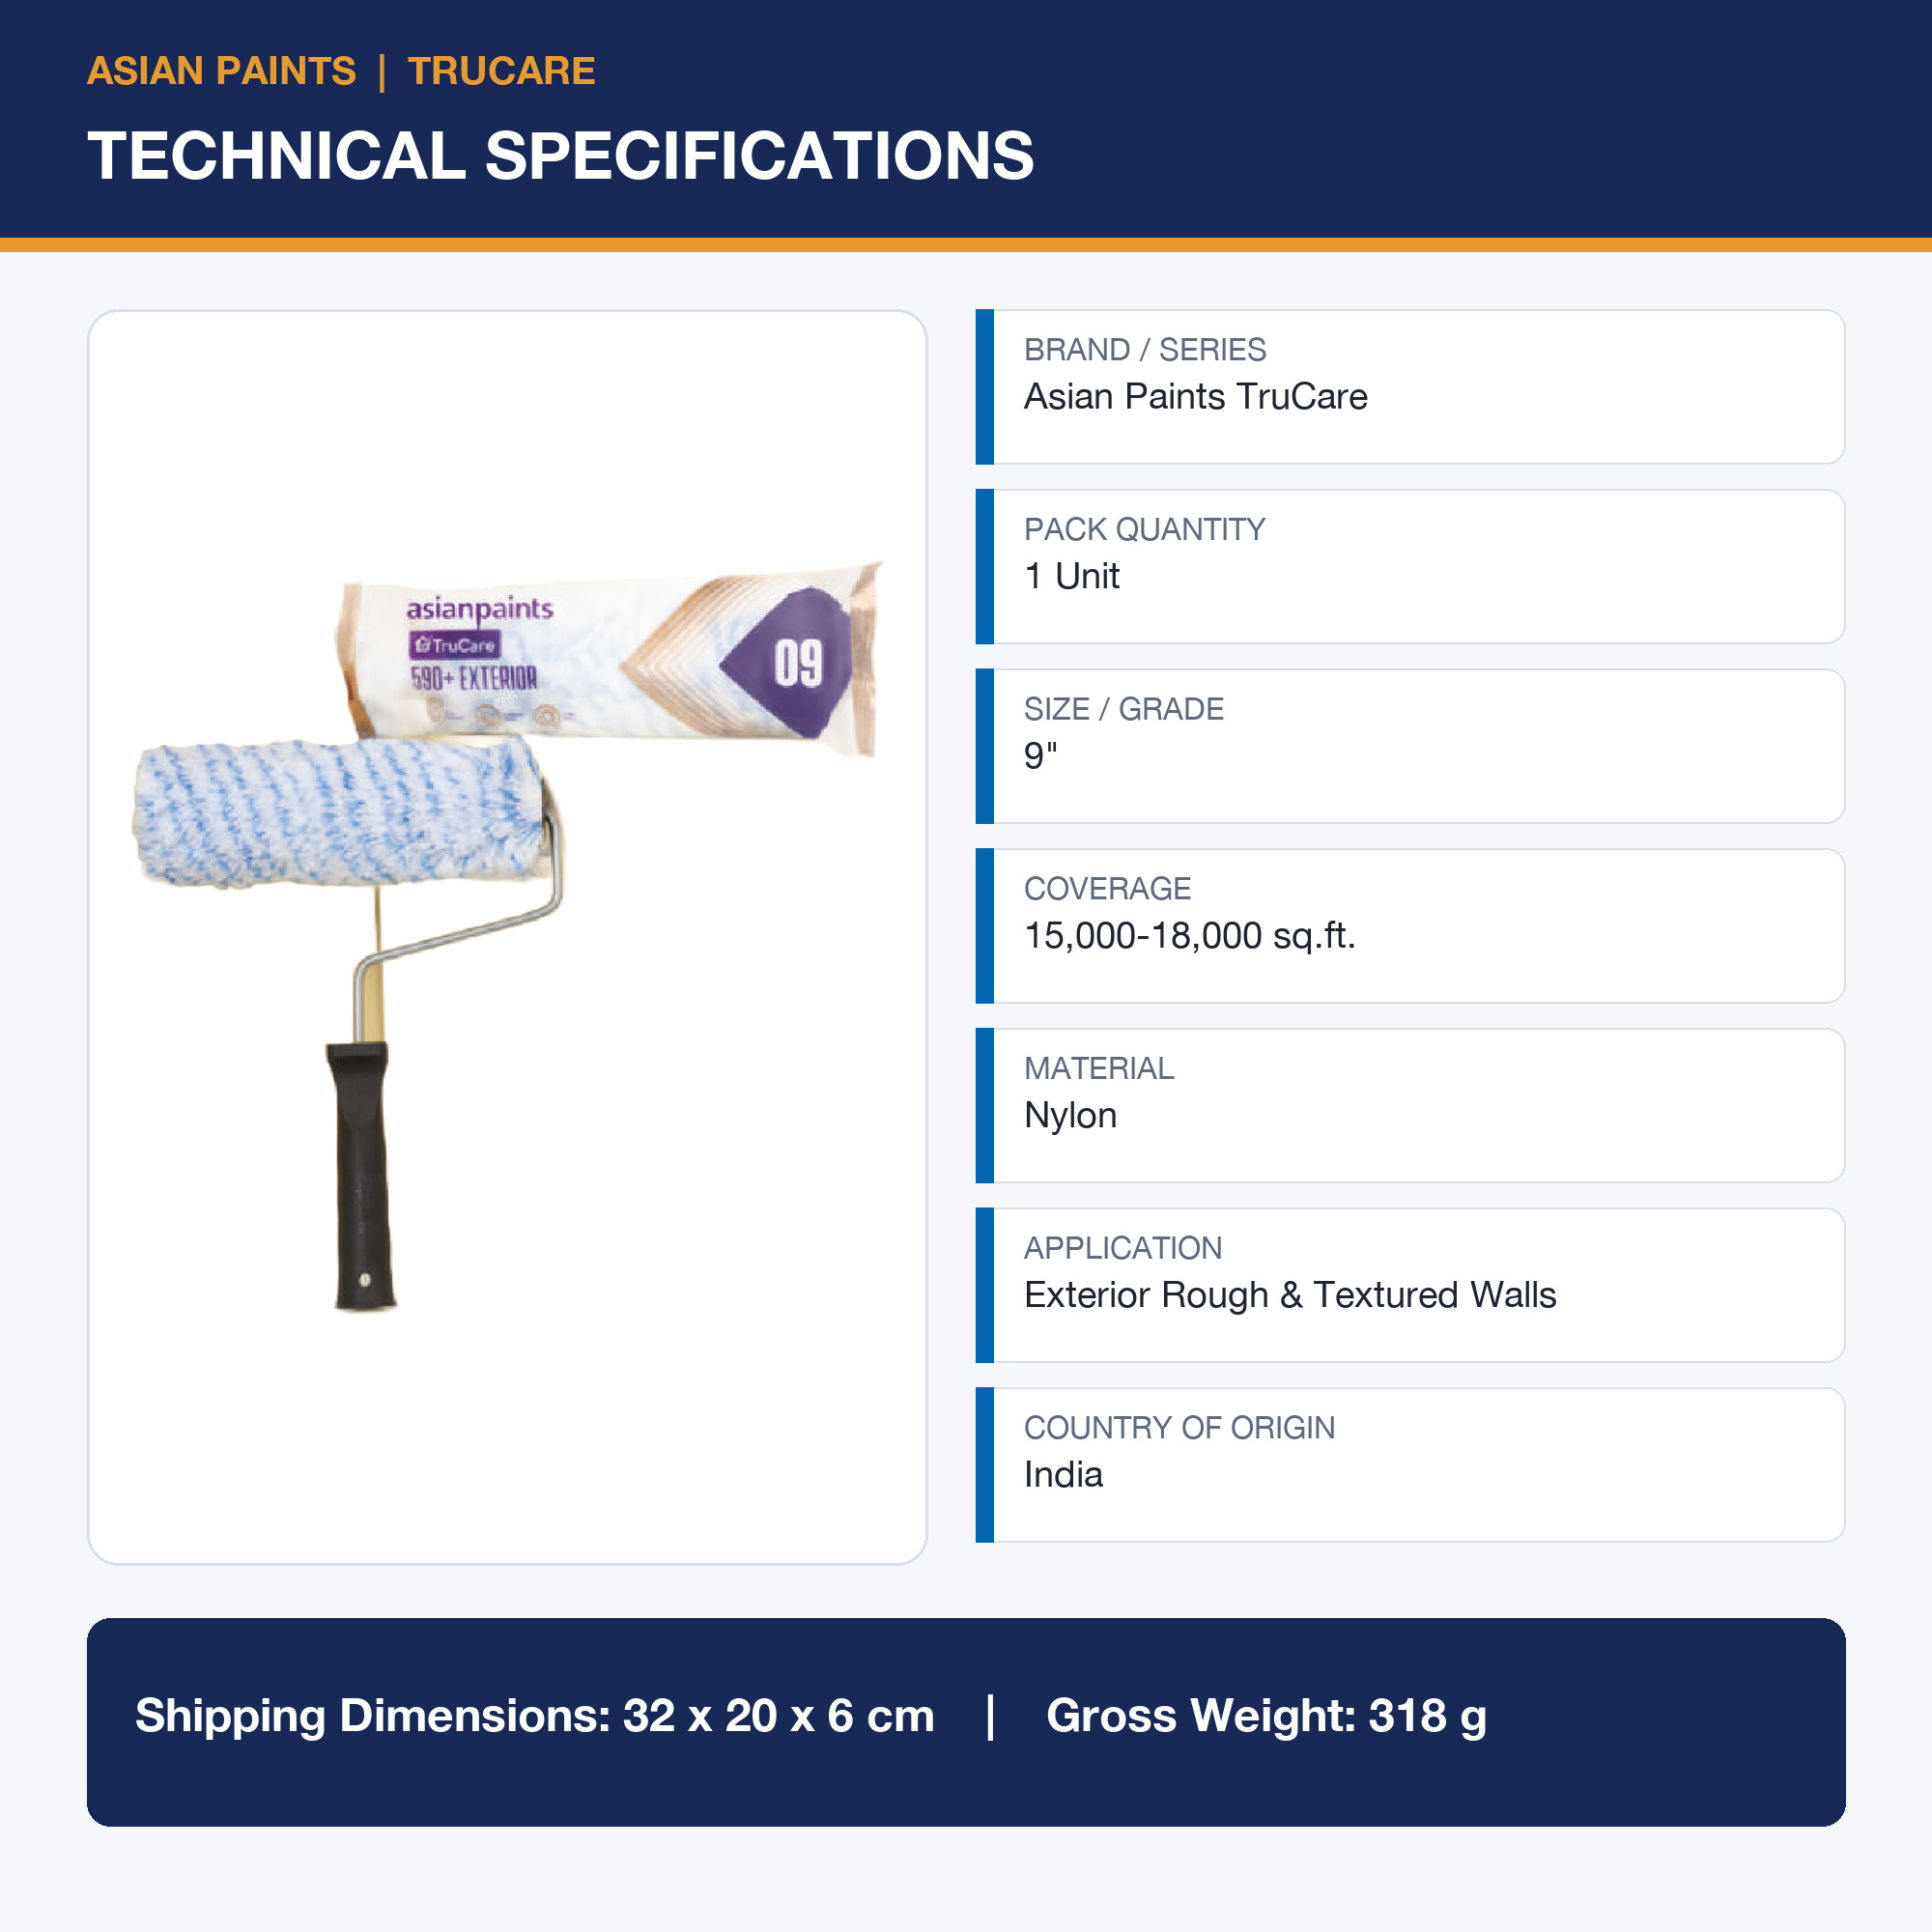 ASIAN PAINTS | TRUCARE
TECHNICAL SPECIFICATIONS
asianpaints
TruCare
590+ EXTERIOR
09
BRAND / SERIES
Asian Paints TruCare
PACK QUANTITY
1 Unit
SIZE / GRADE
9"
COVERAGE
15,000-18,000 sq.ft.
MATERIAL
Nylon
APPLICATION
Exterior Rough & Textured Walls
COUNTRY OF ORIGIN
India
Shipping Dimensions: 32 x 20 x 6 cm | Gross Weight: 318 g